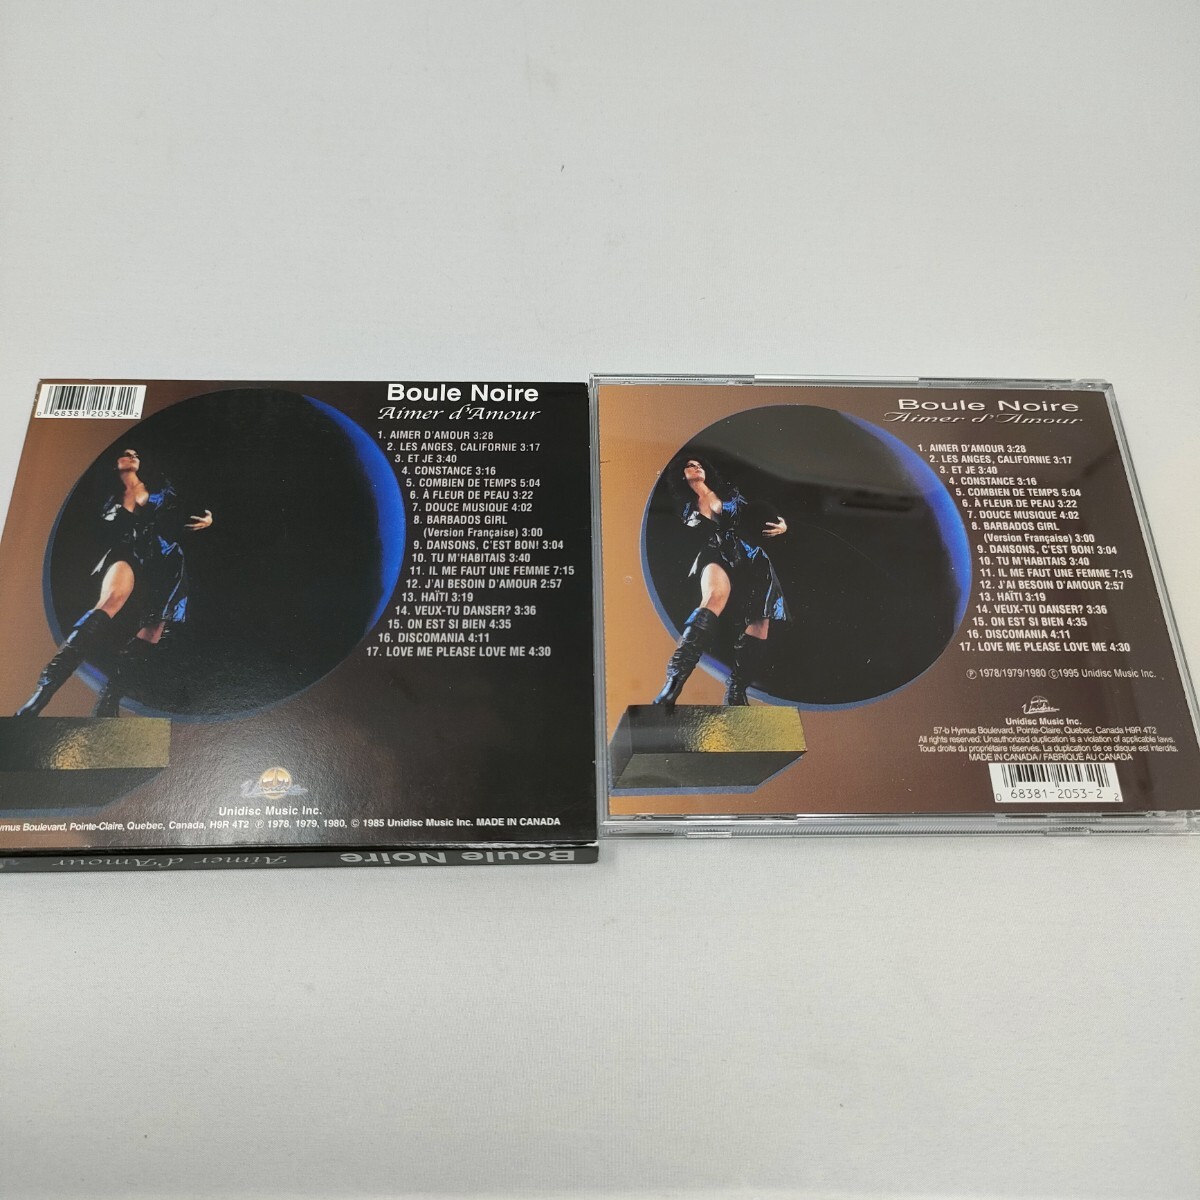 0 68381 20532 2
Boule Noire
Aimer d'Amour
1. AIMER D'AMOUR 3:28
2. LES ANGES, CALIFORNIE 3:17
3. ET JE 3:40
4. CONSTANCE 3:16
5. COMBIEN DE TEMPS 5:04
6. À FLEUR DE PEAU 3:22
7. DOUCE MUSIQUE 4:02
8. BARBADOS GIRL
(Version Française) 3:00
9. DANSONS, C'EST BON! 3:04
10. TU M'HABITAIS 3:40
11. IL ME FAUT UNE FEMME 7:15
12. J'AI BESOIN D'AMOUR 2:57
13. HAÏTI 3:19
14. VEUX-TU DANSER? 3:36
15. ON EST SI BIEN 4:35
16. DISCOMANIA 4:11
17. LOVE ME PLEASE LOVE ME 4:30
Unidisc
Unidisc Music Inc.
Boulevard, Pointe-Claire, Quebec, Canada, H9R 4T2 ℗ 1978, 1979, 1980, © 1985 Unidisc Music Inc. MADE IN CANADA
Boule Noire Aimer d'Amour
Boule Noire
Aimer d'Amour
1. AIMER D'AMOUR 3:28
2. LES ANGES, CALIFORNIE 3:17
3. ET JE 3:40
4. CONSTANCE 3:16
5. COMBIEN DE TEMPS 5:04
6. À FLEUR DE PEAU 3:22
7. DOUCE MUSIQUE 4:02
8. BARBADOS GIRL
(Version Française) 3:00
9. DANSONS, C'EST BON! 3:04
10. TU M'HABITAIS 3:40
11. IL ME FAUT UNE FEMME 7:15
12. J'AI BESOIN D'AMOUR 2:57
13. HAÏTI 3:19
14. VEUX-TU DANSER? 3:36
15. ON EST SI BIEN 4:35
16. DISCOMANIA 4:11
17. LOVE ME PLEASE LOVE ME 4:30
℗ 1978/1979/1980 ©1995 Unidisc Music Inc.
Unidisc
Unidisc Music Inc.
57-b Hymus Boulevard, Pointe-Claire, Quebec, Canada H9R 4T2
All rights reserved. Unauthorized duplication is a violation of applicable laws.
Tous droits du propriétaire réservés. La duplication de ce disque est interdits.
MADE IN CANADA / FABRIQUÉ AU CANADA
0 68381-2053-2 2